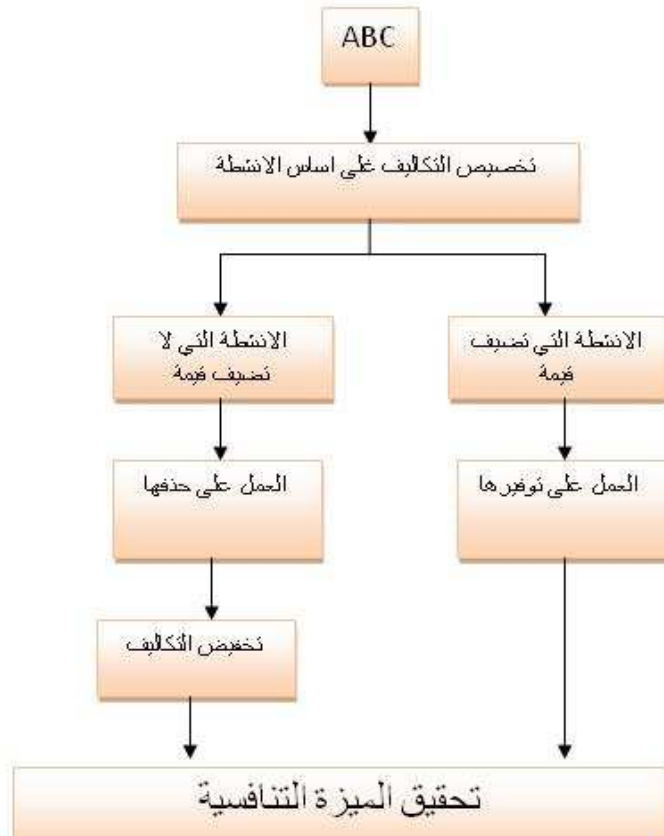 ABC
تخصيص التكاليف غلي اساس الانشطة
الانشطة التي تضيف
قيمة
الانشطة التي لا
تضيف قيمة
العمل على توفيرها
العمل على حذفها
تخفيض التكاليف
تحقيق الميزة التنافسية